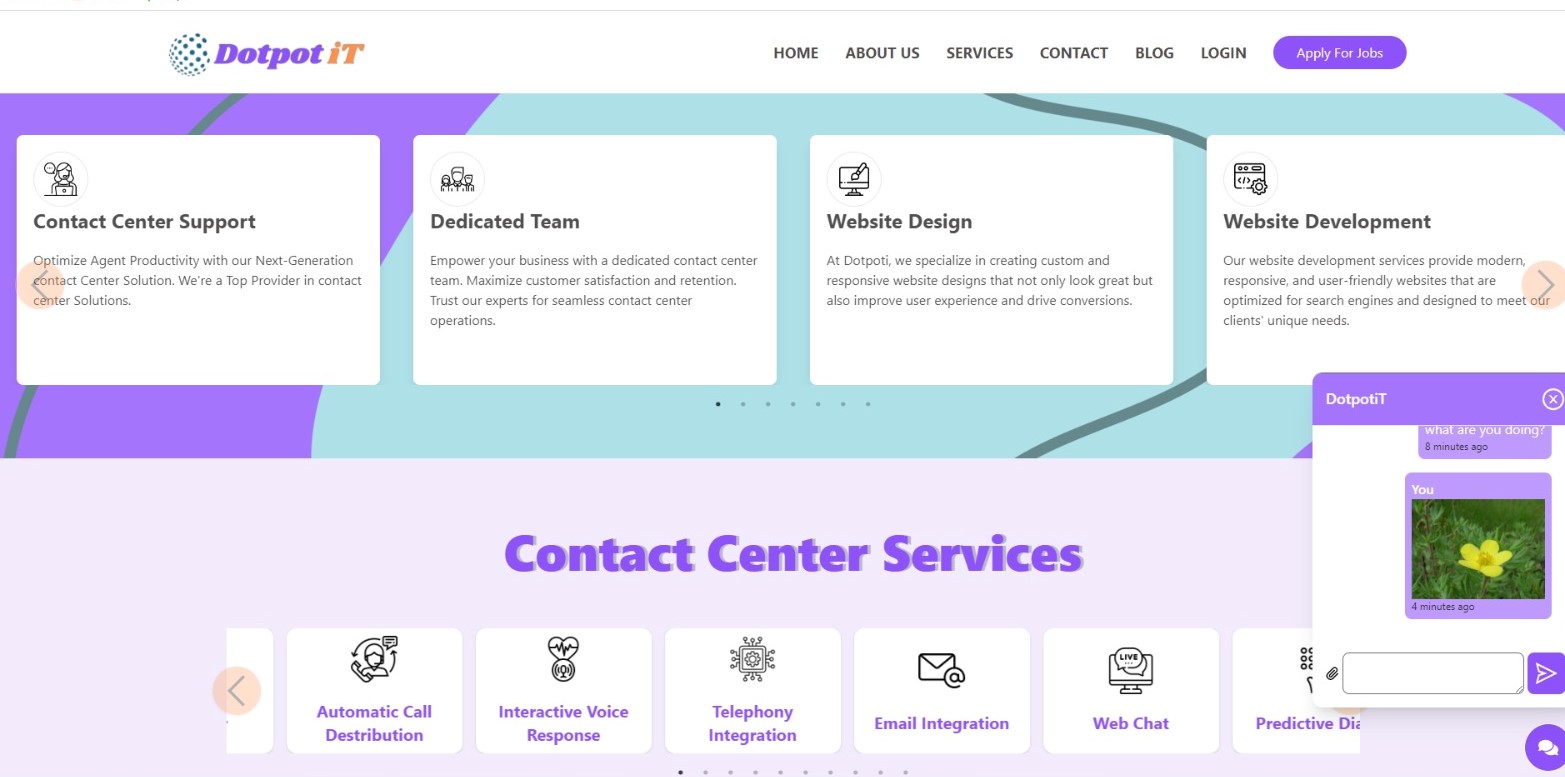 Dotpot iT
HOME ABOUT US SERVICES CONTACT BLOG LOGIN Apply For Jobs
Contact Center Support
Optimize Agent Productivity with our Next-Generation
contact Center Solution. We're a Top Provider in contact
center Solutions.
Dedicated Team
Empower your business with a dedicated contact center
team. Maximize customer satisfaction and retention.
Trust our experts for seamless contact center
operations.
Website Design
At Dotpoti, we specialize in creating custom and
responsive website designs that not only look great but
also improve user experience and drive conversions.
Website Development
Our website development services provide modern,
responsive, and user-friendly websites that are
optimized for search engines and designed to meet our
clients' unique needs.
DotpotiT
what are you doing?
8 minutes ago
You
4 minutes ago
Contact Center Services
Automatic Call
Destribution
Interactive Voice
Response
Telephony
Integration
Email Integration
LIVE
Web Chat
Predictive Dia